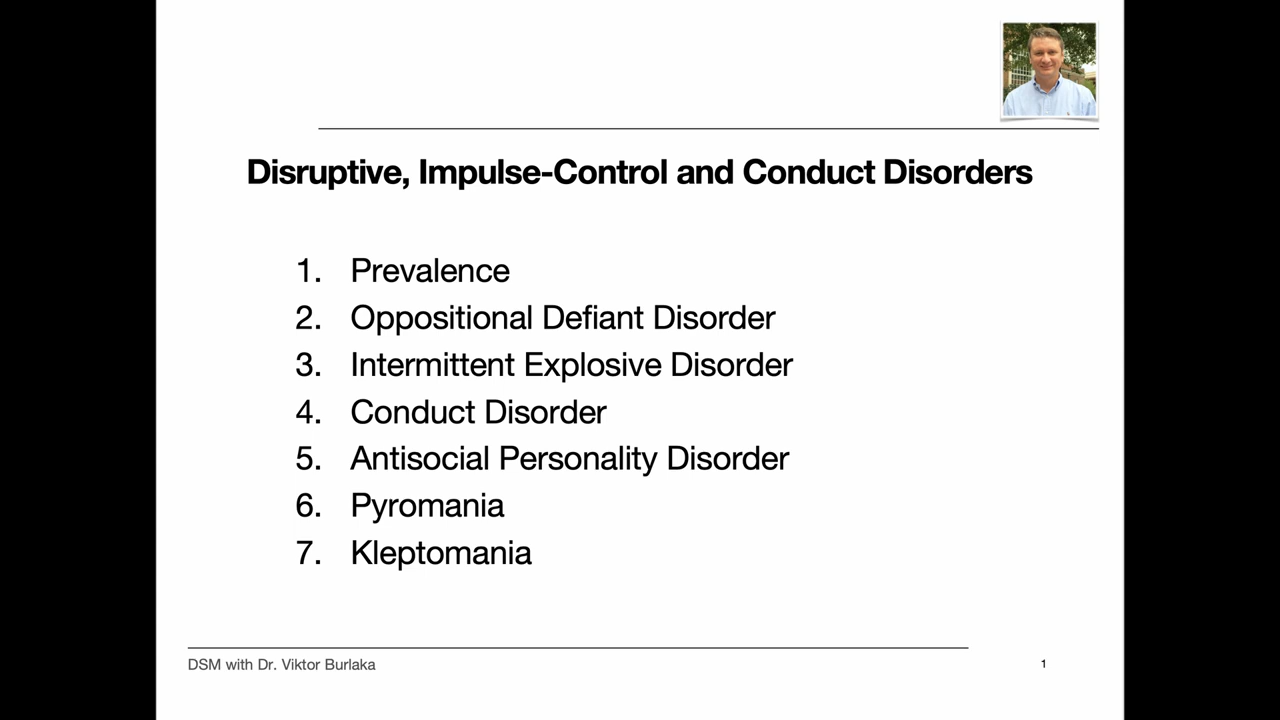 Disruptive, Impulse-Control and Conduct Disorders
1. Prevalence
2. Oppositional Defiant Disorder
3. Intermittent Explosive Disorder
4. Conduct Disorder
5. Antisocial Personality Disorder
6. Pyromania
7. Kleptomania
DSM with Dr. Viktor Burlaka
1